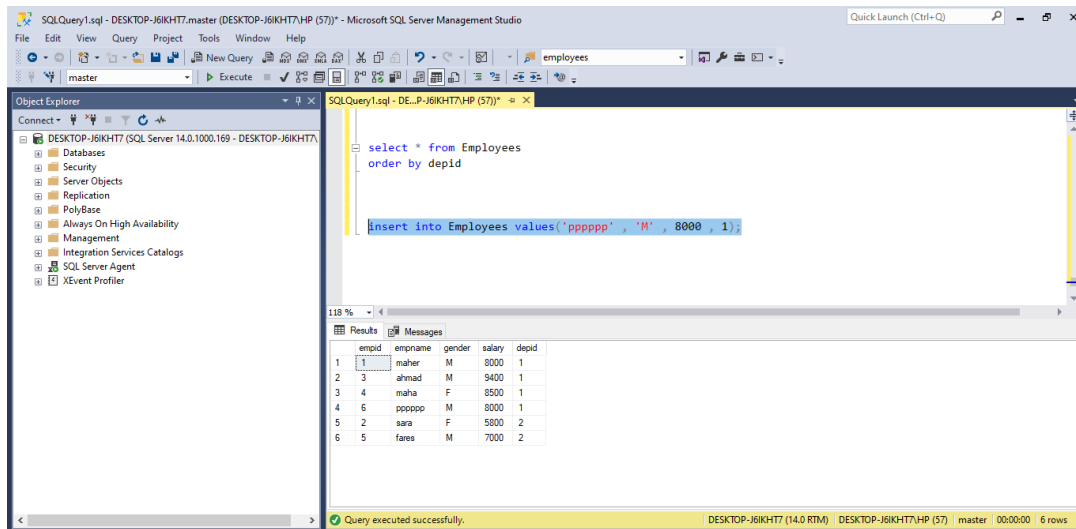 SQLQuery1.sql - DESKTOP-J6IKHT7.master (DESKTOP-J6IKHT7\HP (57))* - Microsoft SQL Server Management Studio
Quick Launch (Ctrl+Q)
File Edit View Query Project Tools Window Help
New Query
employees
master
Execute
Object Explorer
SQLQuery1.sql - DE...P-J6IKHT7\HP (57))*
Connect
DESKTOP-J6IKHT7 (SQL Server 14.0.1000.169 - DESKTOP-J6IKHT7\
Databases
Security
Server Objects
Replication
PolyBase
Always On High Availability
Management
Integration Services Catalogs
SQL Server Agent
XEvent Profiler
select * from Employees
order by depid
insert into Employees values('pppppp' , 'M' , 8000 , 1);
118 %
Results Messages
empid empname gender salary depid
1 1 maher M 8000 1
2 3 ahmad M 9400 1
3 4 maha F 8500 1
4 6 pppppp M 8000 1
5 2 sara F 5800 2
6 5 fares M 7000 2
Query executed successfully.
DESKTOP-J6IKHT7 (14.0 RTM) DESKTOP-J6IKHT7\HP (57) master 00:00:00 6 rows